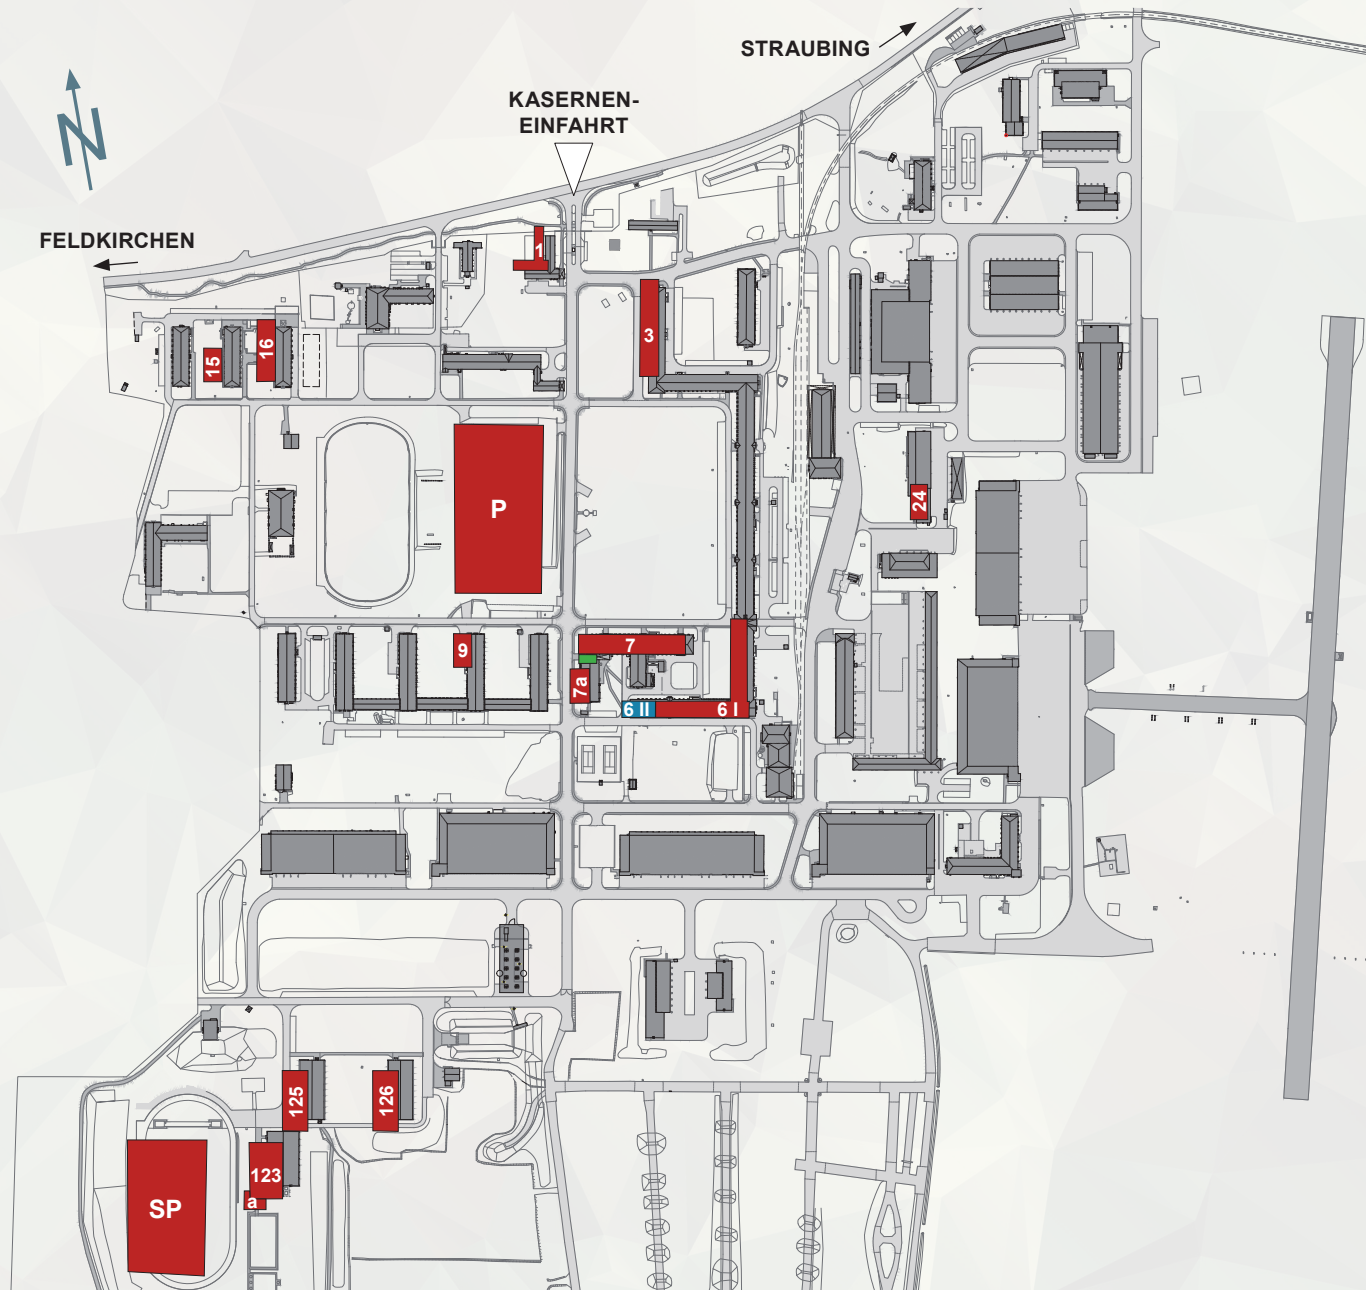 STRAUBING
KASERNEN-
EINFAHRT
N
FELDKIRCHEN
1
3
16
15
P
24
9
7
7a
6 II
6 I
125
126
123
a
SP